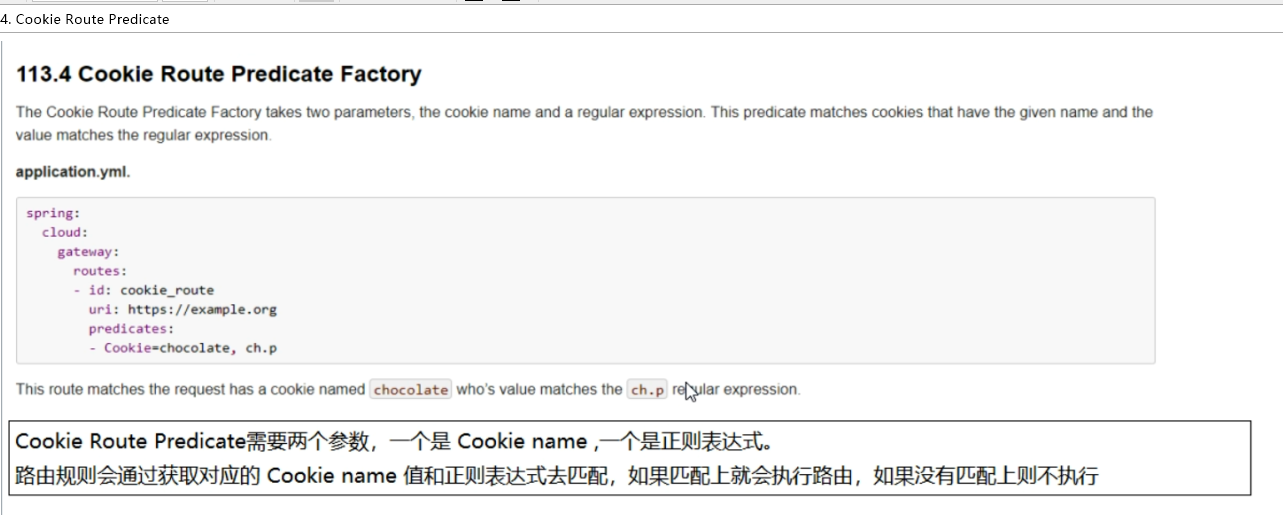 4. Cookie Route Predicate
113.4 Cookie Route Predicate Factory
The Cookie Route Predicate Factory takes two parameters, the cookie name and a regular expression. This predicate matches cookies that have the given name and the
value matches the regular expression.
application.yml.
spring:
  cloud:
    gateway:
      routes:
      - id: cookie_route
        uri: https://example.org
        predicates:
        - Cookie=chocolate, ch.p
This route matches the request has a cookie named chocolate who's value matches the ch.p regular expression.
Cookie Route Predicate需要两个参数，一个是 Cookie name ,一个是正则表达式。
路由规则会通过获取对应的 Cookie name 值和正则表达式去匹配，如果匹配上就会执行路由，如果没有匹配上则不执行